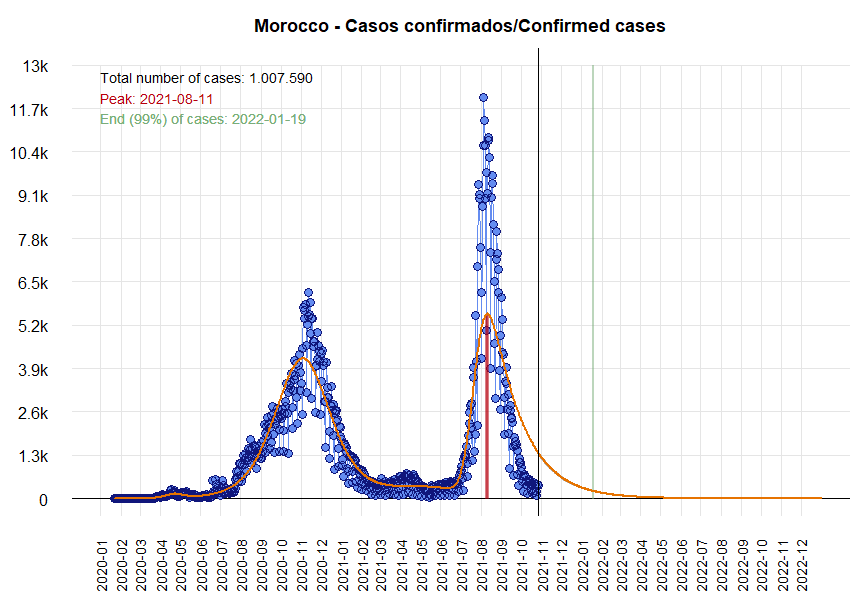 Morocco - Casos confirmados/Confirmed cases
13k
11.7k
10.4k
9.1k
7.8k
6.5k
5.2k
3.9k
2.6k
1.3k
0
Total number of cases: 1.007.590
Peak: 2021-08-11
End (99%) of cases: 2022-01-19
2020-01
2020-02
2020-03
2020-04
2020-05
2020-06
2020-07
2020-08
2020-09
2020-10
2020-11
2020-12
2021-01
2021-02
2021-03
2021-04
2021-05
2021-06
2021-07
2021-08
2021-09
2021-10
2021-11
2021-12
2022-01
2022-02
2022-03
2022-04
2022-05
2022-06
2022-07
2022-08
2022-09
2022-10
2022-11
2022-12